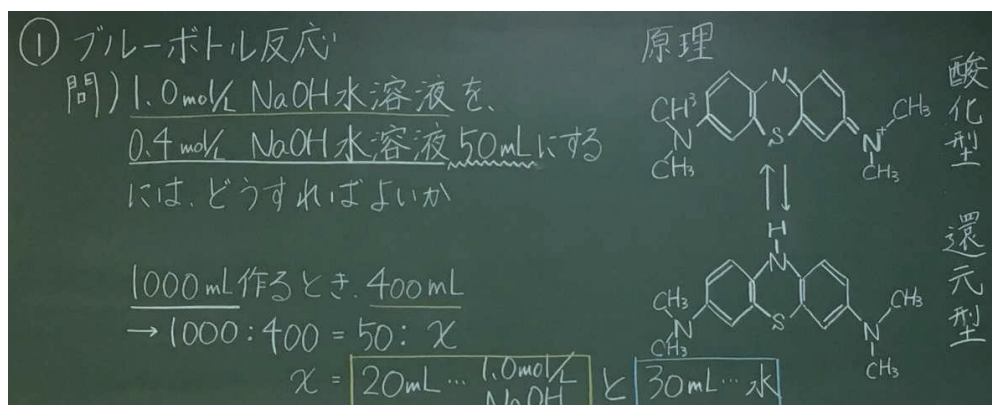 ① ブルーボトル反応
問) 1.0mol/L NaOH水溶液を、
0.4mol/L NaOH水溶液50mLにする
には、どうすればよいか
1000mL作るとき、400mL
→ 1000:400 = 50: x
x = 20mL… 1.0mol/L NaOH と 30mL…水
原理
酸化型
N
CH³
N
CH₃
S
CH₃
N⁺
CH₃
還元型
H
N
CH₃
N
CH₃
S
CH₃
N
CH₃